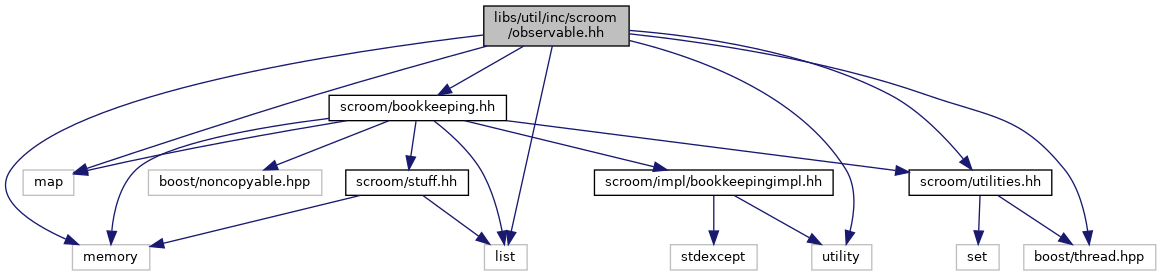 libs/util/inc/scroom
/observable.hh
scroom/bookkeeping.hh
map
boost/noncopyable.hpp
scroom/stuff.hh
scroom/impl/bookkeepingimpl.hh
scroom/utilities.hh
memory
list
stdexcept
utility
set
boost/thread.hpp